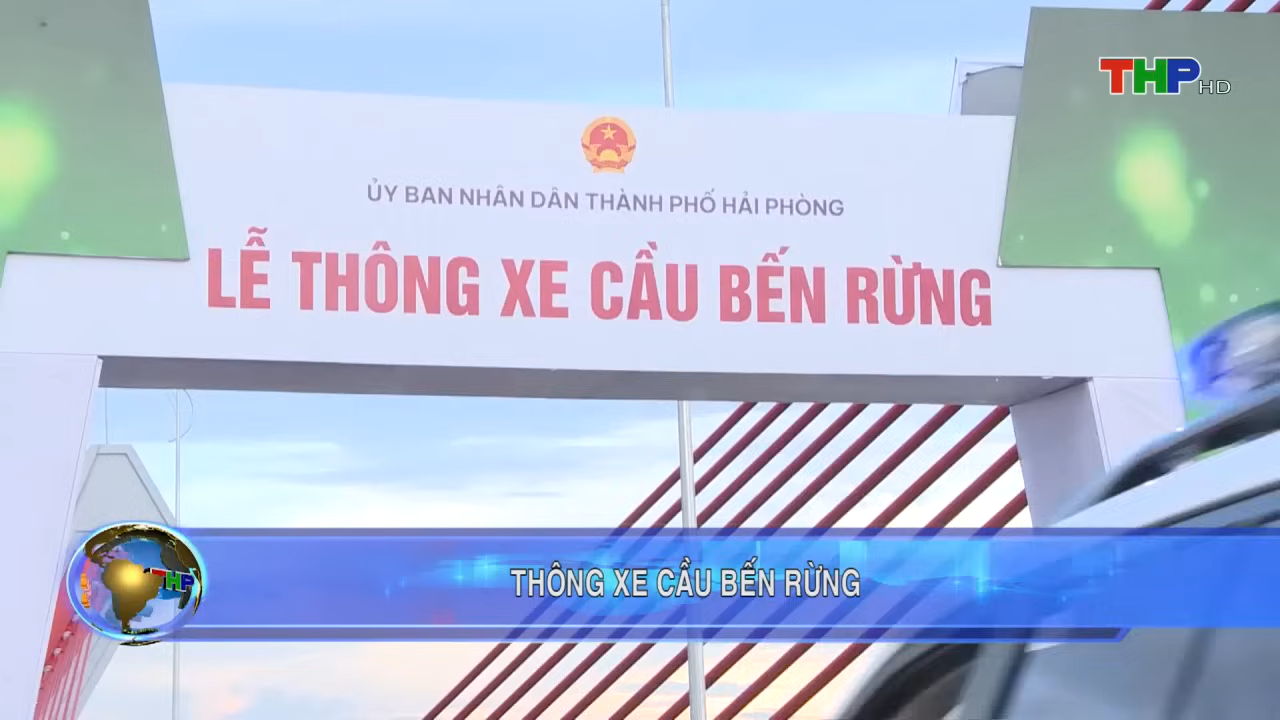 THP HD
ỦY BAN NHÂN DÂN THÀNH PHỐ HẢI PHÒNG
LỄ THÔNG XE CẦU BẾN RỪNG
THP
THÔNG XE CẦU BẾN RỪNG